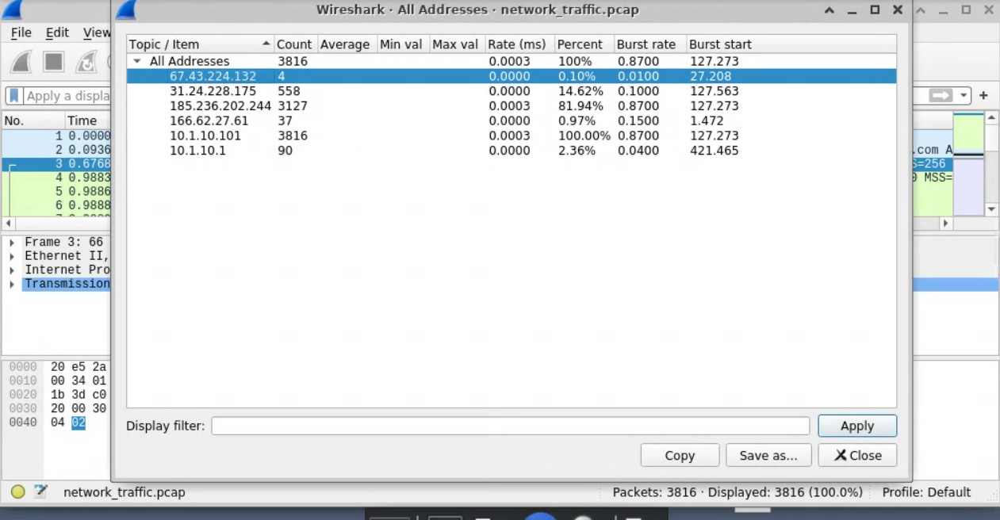 Wireshark · All Addresses · network_traffic.pcap
File Edit View
Apply a displa
No. Time
1 0.0000
2 0.0936 .com A
3 0.6768 S=256
4 0.9883 0 MSS=
5 0.9886
6 0.9888
Topic / Item Count Average Min val Max val Rate (ms) Percent Burst rate Burst start
All Addresses 3816 0.0003 100% 0.8700 127.273
67.43.224.132 4 0.0000 0.10% 0.0100 27.208
31.24.228.175 558 0.0000 14.62% 0.1000 127.563
185.236.202.244 3127 0.0003 81.94% 0.8700 127.273
166.62.27.61 37 0.0000 0.97% 0.1500 1.472
10.1.10.101 3816 0.0003 100.00% 0.8700 127.273
10.1.10.1 90 0.0000 2.36% 0.0400 421.465
Frame 3: 66
Ethernet II,
Internet Pro
Transmission
0000 20 e5 2a
0010 00 34 01
0020 1b 3d c0
0030 20 00 30
0040 04 02
Display filter: Apply
Copy Save as... Close
network_traffic.pcap Packets: 3816 · Displayed: 3816 (100.0%) Profile: Default